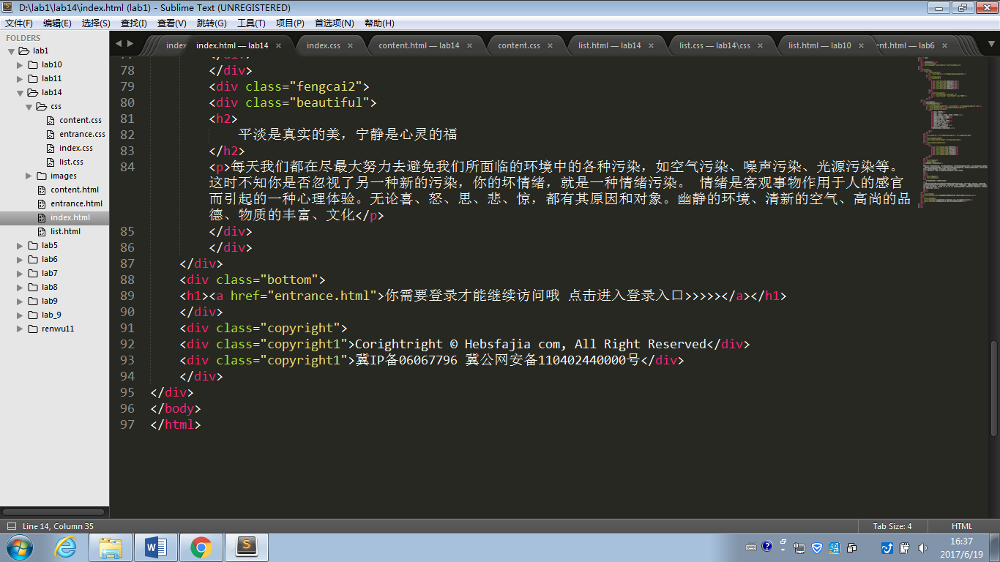 D:\lab1\lab14\index.html (lab1) - Sublime Text (UNREGISTERED)
文件(F) 编辑(E) 选择(S) 查找(I) 查看(V) 跳转(G) 工具(T) 项目(P) 首选项(N) 帮助(H)
FOLDERS
lab1
lab10
lab11
lab14
css
content.css
entrance.css
index.css
list.css
images
content.html
entrance.html
index.html
list.html
lab5
lab6
lab7
lab8
lab9
lab_9
renwu11
index index.html — lab14 × index.css × content.html — lab14 × content.css × list.html — lab14 × list.css — lab14\css × list.html — lab10 × ent.html — lab6 ×
77 </div>
78 </div>
79 <div class="fengcai2">
80 <div class="beautiful">
81 <h2>
82 平淡是真实的美，宁静是心灵的福
83 </h2>
84 <p>每天我们都在尽最大努力去避免我们所面临的环境中的各种污染，如空气污染、噪声污染、光源污染等。
这时不知你是否忽视了另一种新的污染，你的坏情绪，就是一种情绪污染。 情绪是客观事物作用于人的感官
而引起的一种心理体验。无论喜、怒、思、悲、惊，都有其原因和对象。幽静的环境、清新的空气、高尚的品
德、物质的丰富、文化</p>
85 </div>
86 </div>
87 </div>
88 <div class="bottom">
89 <h1><a href="entrance.html">你需要登录才能继续访问哦 点击进入登录入口>>>>></a></h1>
90 </div>
91 <div class="copyright">
92 <div class="copyright1">Corightright © Hebsfajia com, All Right Reserved</div>
93 <div class="copyright1">冀IP备06067796 冀公网安备110402440000号</div>
94 </div>
95 </div>
96 </body>
97 </html>
Line 14, Column 35
Tab Size: 4
HTML
16:37
2017/6/19